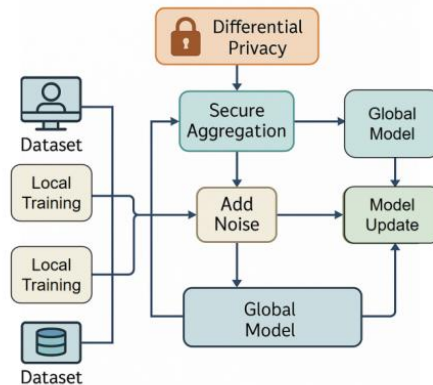 Differential
Privacy
Secure
Aggregation
Global
Model
Dataset
Local
Training
Add
Noise
Model
Update
Local
Training
Global
Model
Dataset